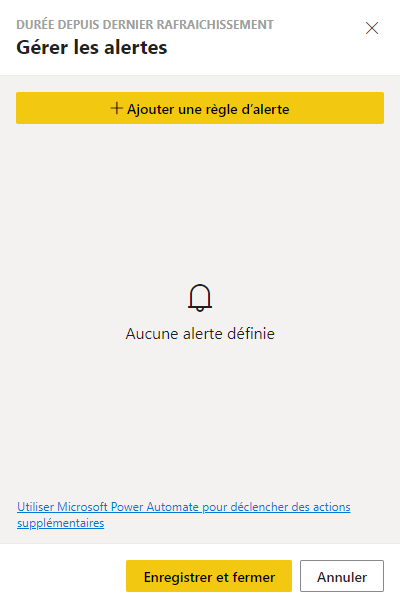 DURÉE DEPUIS DERNIER RAFRAICHISSEMENT
Gérer les alertes
Ajouter une règle d'alerte
Aucune alerte définie
Utiliser Microsoft Power Automate pour déclencher des actions
supplémentaires
Enregistrer et fermer
Annuler